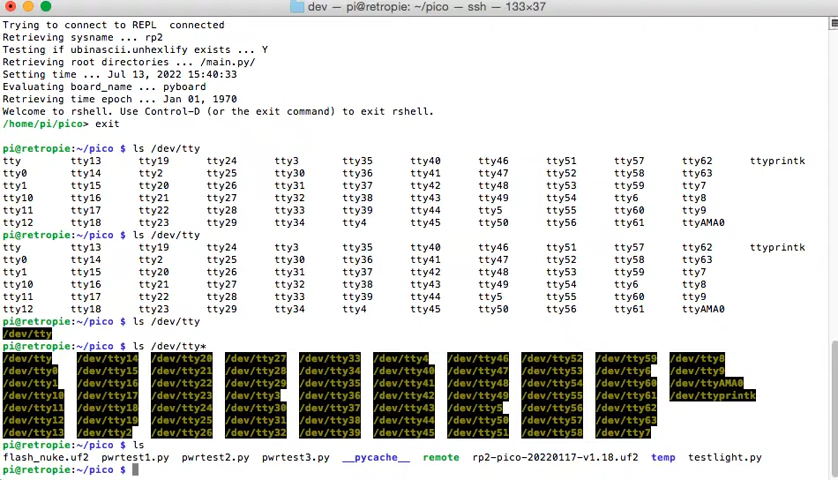 dev — pi@retropie: ~/pico — ssh — 133×37
Trying to connect to REPL  connected
Retrieving sysname ... rp2
Testing if ubinascii.unhexlify exists ... Y
Retrieving root directories ... /main.py/
Setting time ... Jul 13, 2022 15:40:33
Evaluating board_name ... pyboard
Retrieving time epoch ... Jan 01, 1970
Welcome to rshell. Use Control-D (or the exit command) to exit rshell.
/home/pi/pico> exit
pi@retropie:~/pico $ ls /dev/tty
tty tty13 tty19 tty24 tty3 tty35 tty40 tty46 tty51 tty57 tty62 ttyprintk
tty0 tty14 tty2 tty25 tty30 tty36 tty41 tty47 tty52 tty58 tty63
tty1 tty15 tty20 tty26 tty31 tty37 tty42 tty48 tty53 tty59 tty7
tty10 tty16 tty21 tty27 tty32 tty38 tty43 tty49 tty54 tty6 tty8
tty11 tty17 tty22 tty28 tty33 tty39 tty44 tty5 tty55 tty60 tty9
tty12 tty18 tty23 tty29 tty34 tty4 tty45 tty50 tty56 tty61 ttyAMA0
pi@retropie:~/pico $ ls /dev/tty
tty tty13 tty19 tty24 tty3 tty35 tty40 tty46 tty51 tty57 tty62 ttyprintk
tty0 tty14 tty2 tty25 tty30 tty36 tty41 tty47 tty52 tty58 tty63
tty1 tty15 tty20 tty26 tty31 tty37 tty42 tty48 tty53 tty59 tty7
tty10 tty16 tty21 tty27 tty32 tty38 tty43 tty49 tty54 tty6 tty8
tty11 tty17 tty22 tty28 tty33 tty39 tty44 tty5 tty55 tty60 tty9
tty12 tty18 tty23 tty29 tty34 tty4 tty45 tty50 tty56 tty61 ttyAMA0
pi@retropie:~/pico $ ls /dev/tty
/dev/tty
pi@retropie:~/pico $ ls /dev/tty*
/dev/tty /dev/tty14 /dev/tty20 /dev/tty27 /dev/tty33 /dev/tty4 /dev/tty46 /dev/tty52 /dev/tty59 /dev/tty8
/dev/tty0 /dev/tty15 /dev/tty21 /dev/tty28 /dev/tty34 /dev/tty40 /dev/tty47 /dev/tty53 /dev/tty6 /dev/tty9
/dev/tty1 /dev/tty16 /dev/tty22 /dev/tty29 /dev/tty35 /dev/tty41 /dev/tty48 /dev/tty54 /dev/tty60 /dev/ttyAMA0
/dev/tty10 /dev/tty17 /dev/tty23 /dev/tty3 /dev/tty36 /dev/tty42 /dev/tty49 /dev/tty55 /dev/tty61 /dev/ttyprintk
/dev/tty11 /dev/tty18 /dev/tty24 /dev/tty30 /dev/tty37 /dev/tty43 /dev/tty5 /dev/tty56 /dev/tty62
/dev/tty12 /dev/tty19 /dev/tty25 /dev/tty31 /dev/tty38 /dev/tty44 /dev/tty50 /dev/tty57 /dev/tty63
/dev/tty13 /dev/tty2 /dev/tty26 /dev/tty32 /dev/tty39 /dev/tty45 /dev/tty51 /dev/tty58 /dev/tty7
pi@retropie:~/pico $ ls
flash_nuke.uf2 pwrtest1.py pwrtest2.py pwrtest3.py __pycache__ remote rp2-pico-20220117-v1.18.uf2 temp testlight.py
pi@retropie:~/pico $